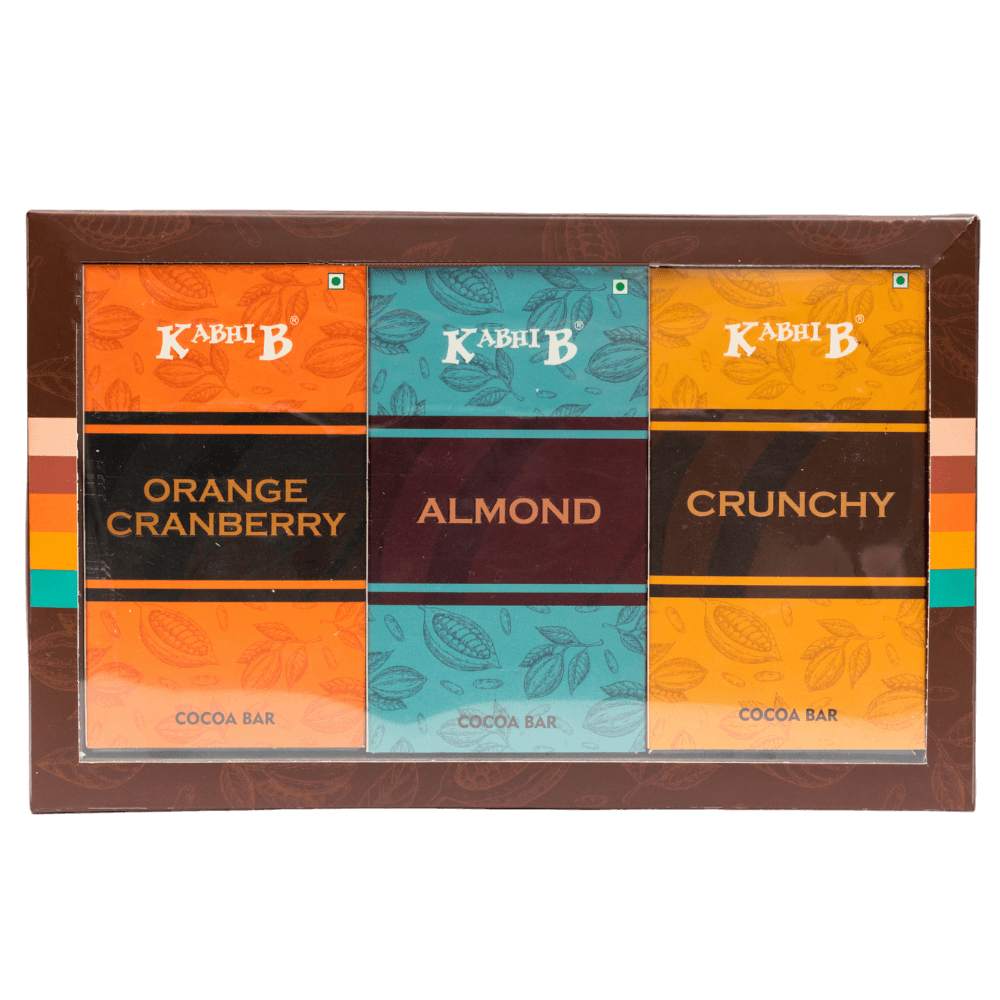 KABHI B®
ORANGE
CRANBERRY
COCOA BAR
KABHI B®
ALMOND
COCOA BAR
KABHI B®
CRUNCHY
COCOA BAR